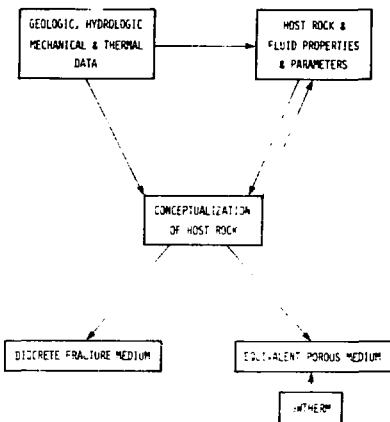 GEOLOGIC, HYDROLOGIC
MECHANICAL & THERMAL
DATA
HOST ROCK &
FLUID PROPERTIES
& PARAMETERS
CONCEPTUALIZATION
OF HOST ROCK
DISCRETE FRACTURE MEDIUM
EQUIVALENT POROUS MEDIUM